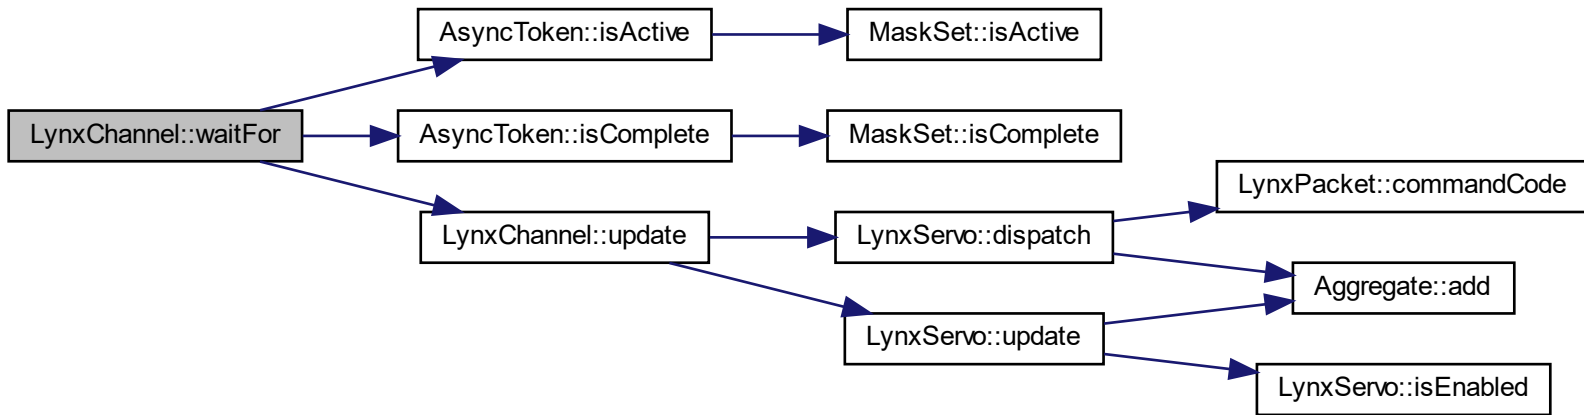 AsyncToken::isActive
MaskSet::isActive
LynxChannel::waitFor
AsyncToken::isComplete
MaskSet::isComplete
LynxPacket::commandCode
LynxChannel::update
LynxServo::dispatch
Aggregate::add
LynxServo::update
LynxServo::isEnabled